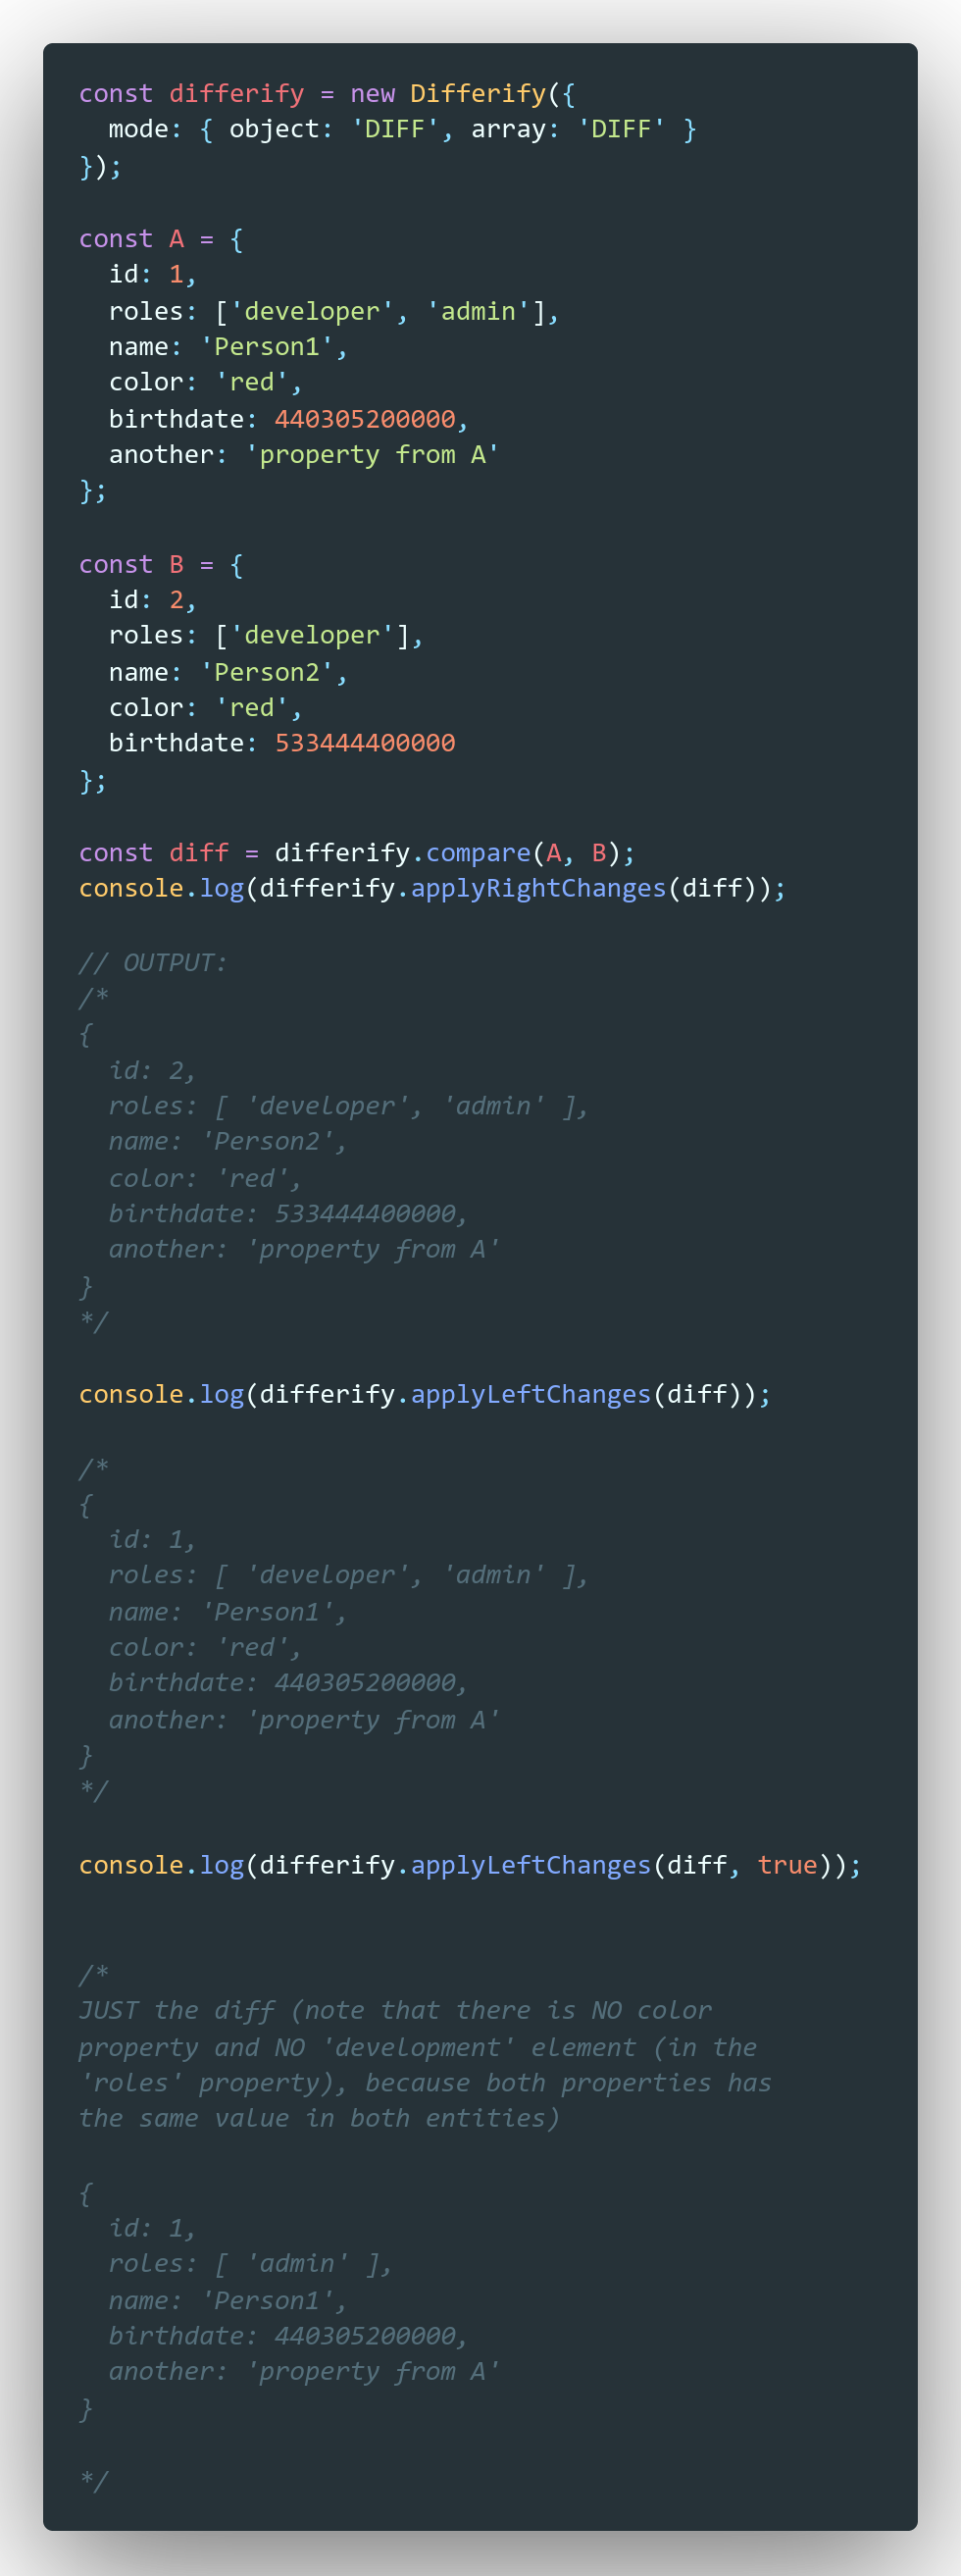 const differify = new Differify({
  mode: { object: 'DIFF', array: 'DIFF' }
});

const A = {
  id: 1,
  roles: ['developer', 'admin'],
  name: 'Person1',
  color: 'red',
  birthdate: 440305200000,
  another: 'property from A'
};

const B = {
  id: 2,
  roles: ['developer'],
  name: 'Person2',
  color: 'red',
  birthdate: 533444400000
};

const diff = differify.compare(A, B);
console.log(differify.applyRightChanges(diff));

// OUTPUT:
/*
{
  id: 2,
  roles: [ 'developer', 'admin' ],
  name: 'Person2',
  color: 'red',
  birthdate: 533444400000,
  another: 'property from A'
}
*/

console.log(differify.applyLeftChanges(diff));

/*
{
  id: 1,
  roles: [ 'developer', 'admin' ],
  name: 'Person1',
  color: 'red',
  birthdate: 440305200000,
  another: 'property from A'
}
*/

console.log(differify.applyLeftChanges(diff, true));


/*
JUST the diff (note that there is NO color
property and NO 'development' element (in the
'roles' property), because both properties has
the same value in both entities)

{
  id: 1,
  roles: [ 'admin' ],
  name: 'Person1',
  birthdate: 440305200000,
  another: 'property from A'
}

*/